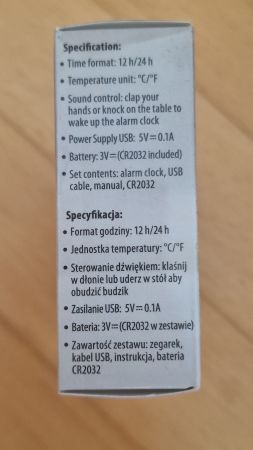 Specification:
• Time format: 12 h/24 h
• Temperature unit: °C/°F
• Sound control: clap your
hands or knock on the table to
wake up the alarm clock
• Power Supply USB: 5V⎓0.1A
• Battery: 3V⎓(CR2032 included)
• Set contents: alarm clock, USB
cable, manual, CR2032
Specyfikacja:
• Format godziny: 12 h/24 h
• Jednostka temperatury: °C/°F
• Sterowanie dźwiękiem: klaśnij
w dłonie lub uderz w stół aby
obudzić budzik
• Zasilanie USB: 5V⎓0.1A
• Bateria: 3V⎓(CR2032 w zestawie)
• Zawartość zestawu: zegarek,
kabel USB, instrukcja, bateria
CR2032